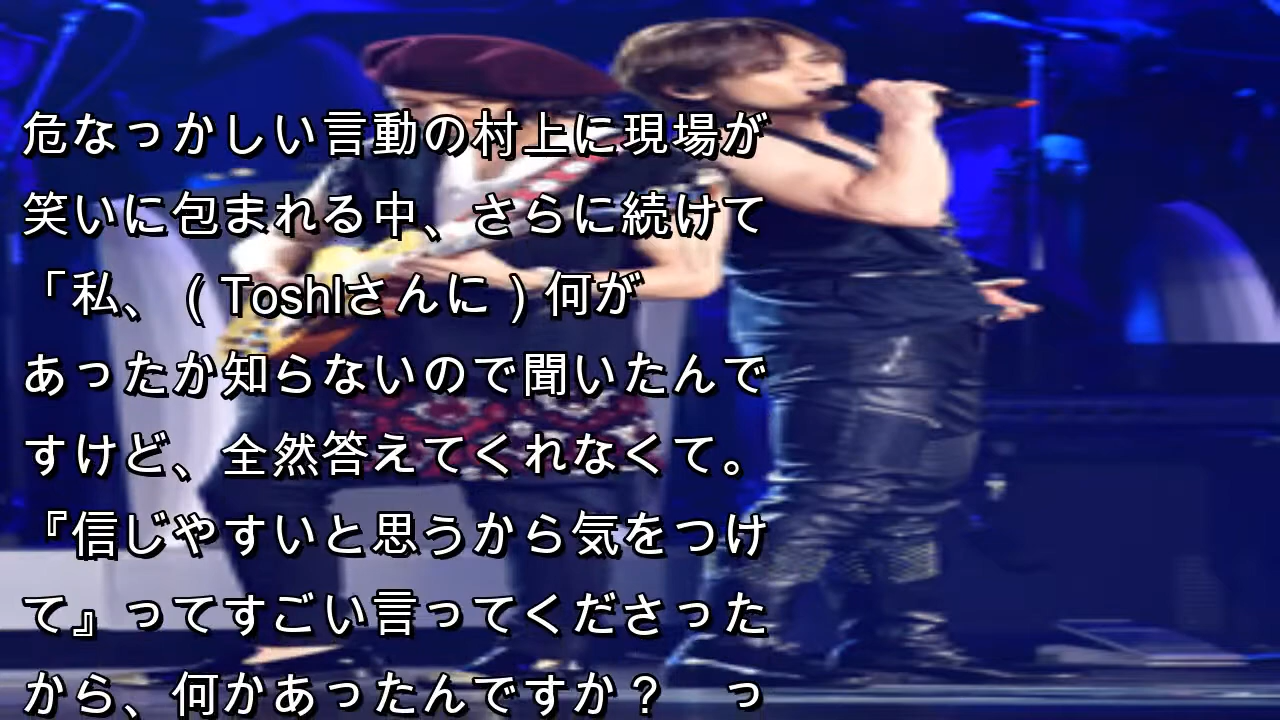 危なっかしい言動の村上に現場が
笑いに包まれる中、さらに続けて
「私、（Toshlさんに）何が
あったか知らないので聞いたんで
すけど、全然答えてくれなくて。
『信じやすいと思うから気をつけ
て』ってすごい言ってくださった
から、何かあったんですか？　っ